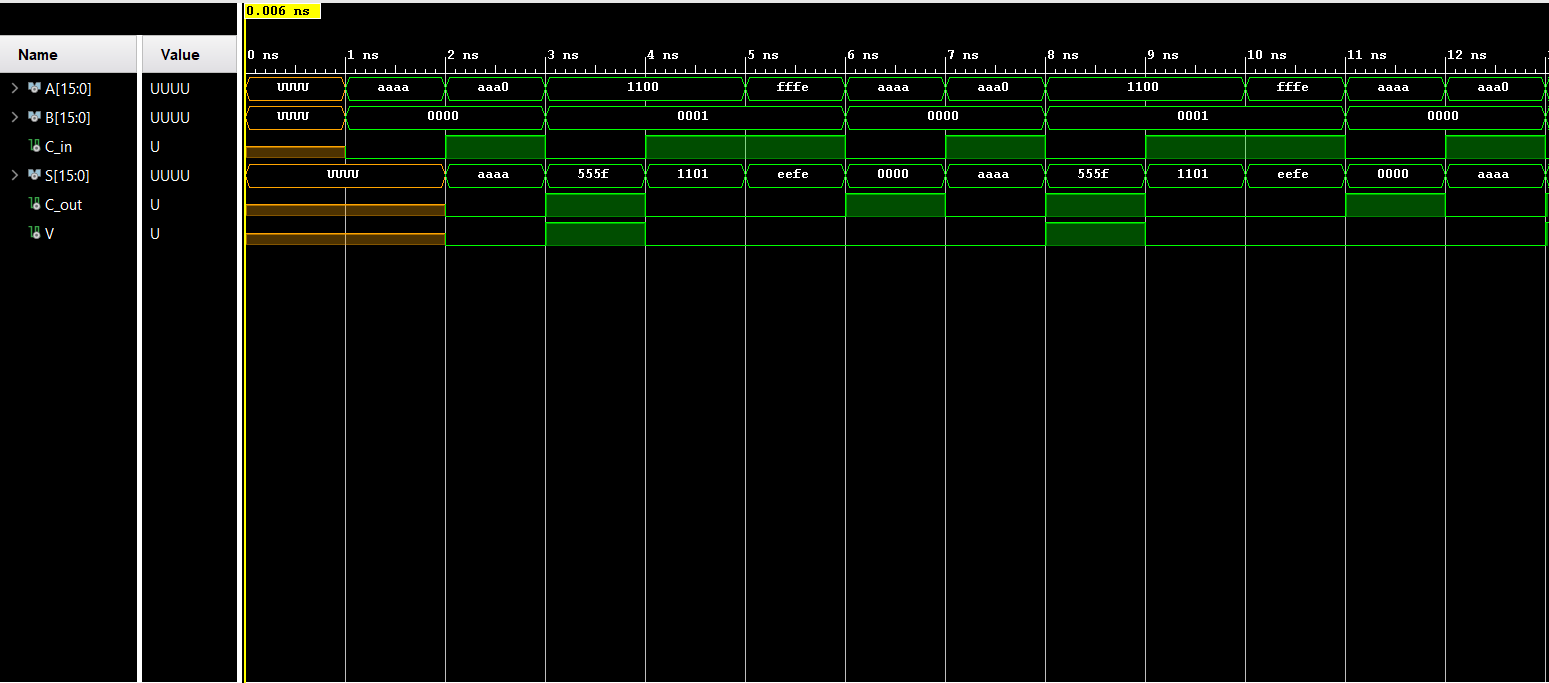 0.006 ns
Name Value 0 ns 1 ns 2 ns 3 ns 4 ns 5 ns 6 ns 7 ns 8 ns 9 ns 10 ns 11 ns 12 ns
A[15:0] UUUU UUUU aaaa aaa0 1100 fffe aaaa aaa0 1100 fffe aaaa aaa0
B[15:0] UUUU UUUU 0000 0001 0000 0001 0000
C_in U
S[15:0] UUUU UUUU aaaa 555f 1101 eefe 0000 aaaa 555f 1101 eefe 0000 aaaa
C_out U
V U